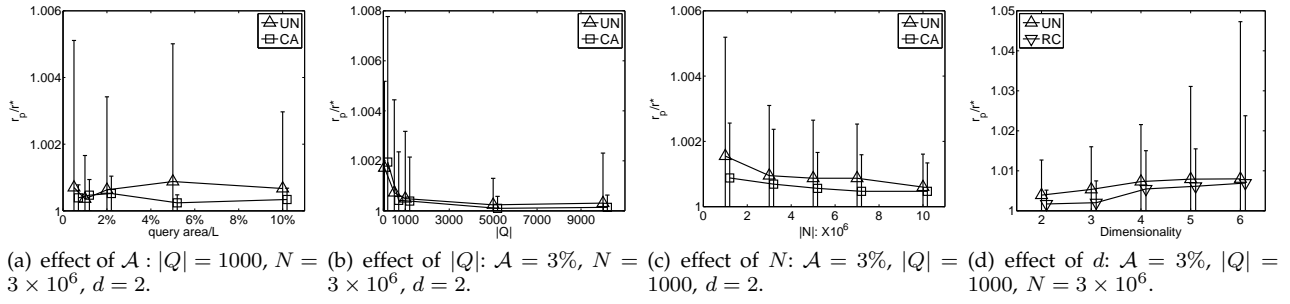 1.006
1.004
1.002
1
r_p/r*
0 2% 4% 6% 8% 10%
query area/L
UN
CA
1.008
1.006
1.004
1.002
1
r_p/r*
0 1000 3000 5000 7000 9000
|Q|
UN
CA
1.006
1.004
1.002
1
r_p/r*
0 2 4 6 8 10
|N|: X10^6
UN
CA
1.05
1.04
1.03
1.02
1.01
1
r_p/r*
2 3 4 5 6
Dimensionality
UN
RC
(a) effect of 𝒜 : |Q| = 1000, N =
3 × 10^6, d = 2.
(b) effect of |Q|: 𝒜 = 3%, N =
3 × 10^6, d = 2.
(c) effect of N: 𝒜 = 3%, |Q| =
1000, d = 2.
(d) effect of d: 𝒜 = 3%, |Q| =
1000, N = 3 × 10^6.